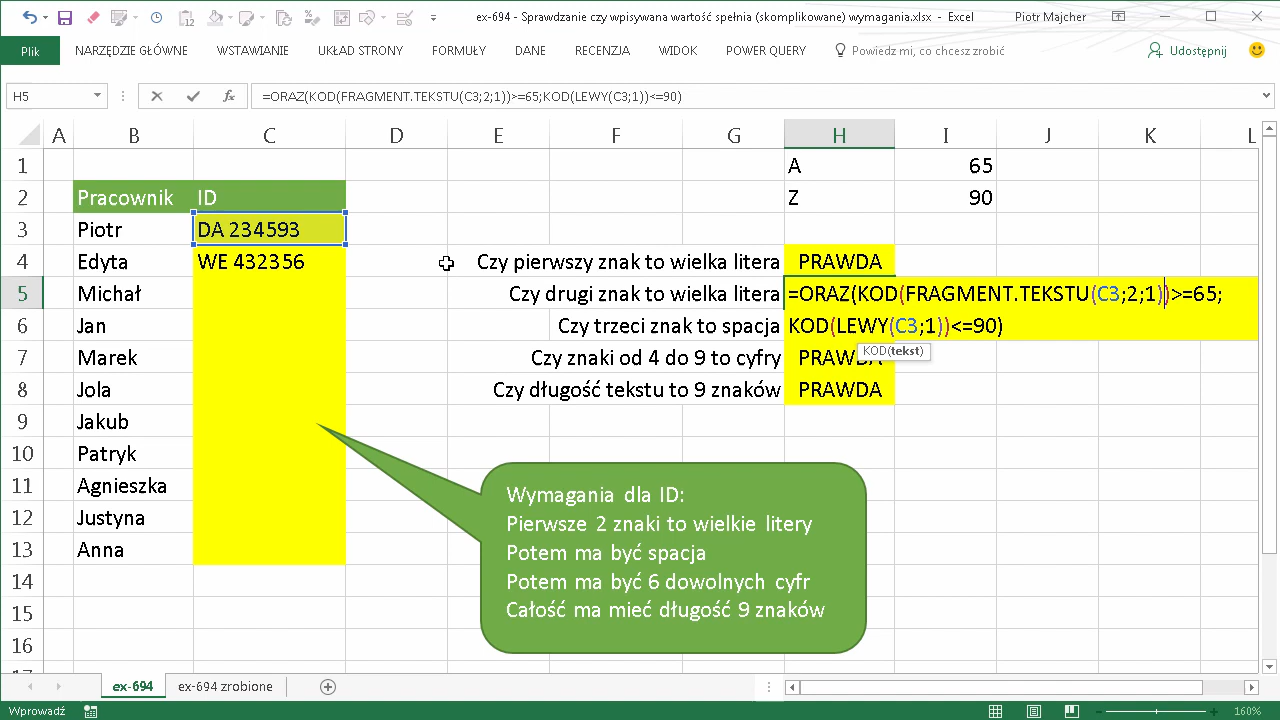 ex-694 - Sprawdzanie czy wpisywana wartość spełnia (skomplikowane) wymagania.xlsx - Excel
Piotr Majcher
Plik
NARZĘDZIE GŁÓWNE
WSTAWIANIE
UKŁAD STRONY
FORMUŁY
DANE
RECENZJA
WIDOK
POWER QUERY
Powiedz mi, co chcesz zrobić
Udostępnij
H5
fx
=ORAZ(KOD(FRAGMENT.TEKSTU(C3;2;1))>=65;KOD(LEWY(C3;1))<=90)
A B C D E F G H I J K L
1 A 65
2 Pracownik ID Z 90
3 Piotr DA 234593
4 Edyta WE 432356 Czy pierwszy znak to wielka litera PRAWDA
5 Michał Czy drugi znak to wielka litera =ORAZ(KOD(FRAGMENT.TEKSTU(C3;2;1))>=65;
6 Jan Czy trzeci znak to spacja KOD(LEWY(C3;1))<=90)
KOD(tekst)
7 Marek Czy znaki od 4 do 9 to cyfry
8 Jola Czy długość tekstu to 9 znaków PRAWDA
9 Jakub
10 Patryk
11 Agnieszka
12 Justyna
13 Anna
14
15
16
Wymagania dla ID:
Pierwsze 2 znaki to wielkie litery
Potem ma być spacja
Potem ma być 6 dowolnych cyfr
Całość ma mieć długość 9 znaków
ex-694
ex-694 zrobione
Wprowadź
160%